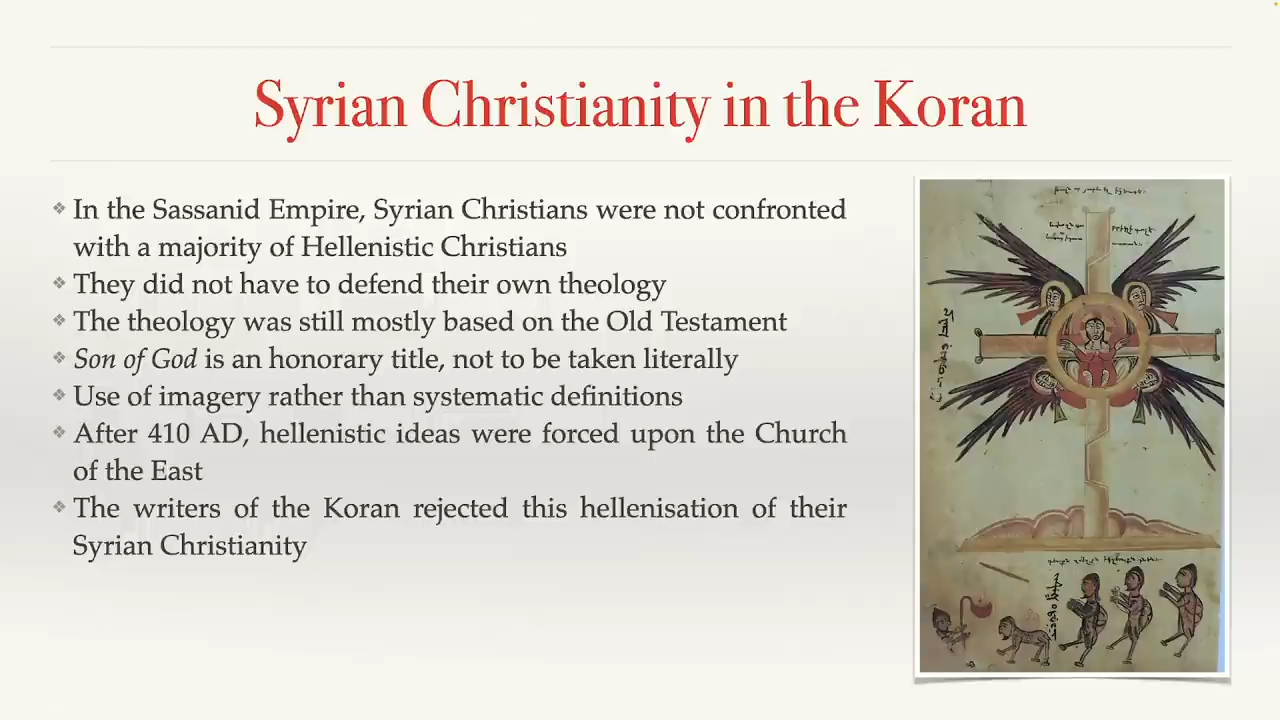 Syrian Christianity in the Koran
❖ In the Sassanid Empire, Syrian Christians were not confronted
with a majority of Hellenistic Christians
❖ They did not have to defend their own theology
❖ The theology was still mostly based on the Old Testament
❖ Son of God is an honorary title, not to be taken literally
❖ Use of imagery rather than systematic definitions
❖ After 410 AD, hellenistic ideas were forced upon the Church
of the East
❖ The writers of the Koran rejected this hellenisation of their
Syrian Christianity